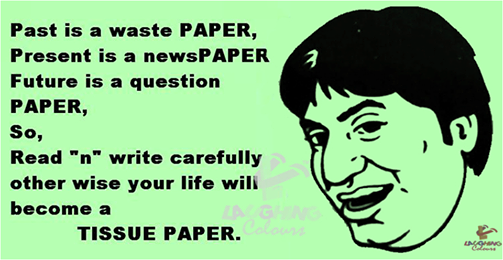 Past is a waste PAPER,
Present is a newsPAPER
Future is a question
PAPER,
So,
Read "n" write carefully
other wise your life will
become a
TISSUE PAPER.
LAUGHING
Colours
LAUGHING
Colours